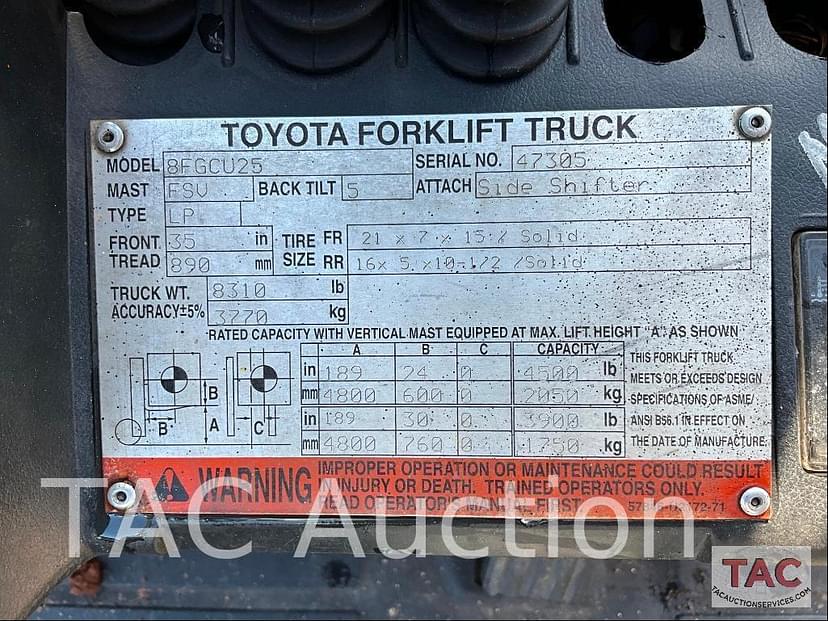 TOYOTA FORKLIFT TRUCK
MODEL 8FGCU25 SERIAL NO. 47305
MAST FSV BACK TILT 5 ATTACH Side Shifter
TYPE LP
FRONT TREAD 35 in 890 mm
TIRE SIZE FR 21 x 7 x 15 / Solid
RR 16x 5 x10-1/2 /Solid
TRUCK WT. 8310 lb
ACCURACY±5% 3770 kg
RATED CAPACITY WITH VERTICAL MAST EQUIPPED AT MAX. LIFT HEIGHT "A", AS SHOWN
A B C CAPACITY
in 189 24 0 4500 lb
mm 4800 600 0 2050 kg
in 189 30 0 3900 lb
mm 4800 760 0 1750 kg
B
B A C
THIS FORKLIFT TRUCK
MEETS OR EXCEEDS DESIGN
SPECIFICATIONS OF ASME/
ANSI B56.1 IN EFFECT ON
THE DATE OF MANUFACTURE.
WARNING
IMPROPER OPERATION OR MAINTENANCE COULD RESULT
IN INJURY OR DEATH. TRAINED OPERATORS ONLY.
READ OPERATOR'S MANUAL FIRST.
TAC Auction
TAC
TACAUCTIONSERVICES.COM